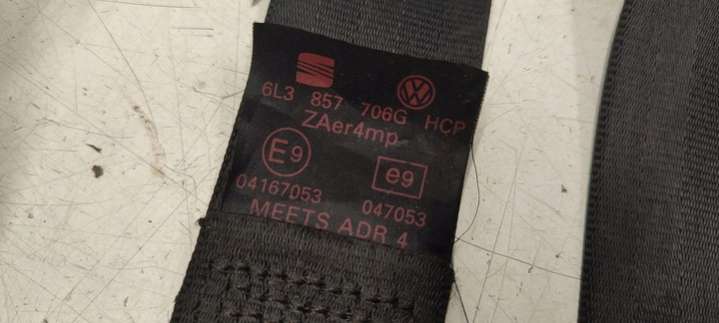 6L3 857 706G HCP
ZAer4mp
E9 e9
04167053 047053
MEETS ADR 4